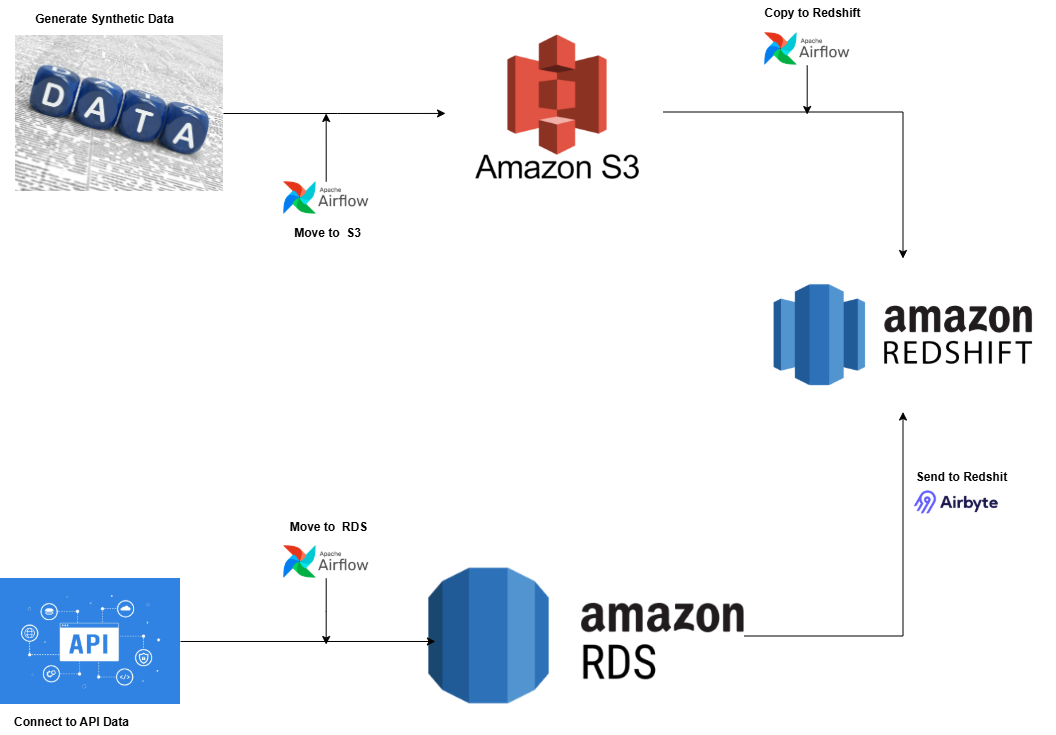 Generate Synthetic Data
DATA
Copy to Redshift
Apache
Airflow
Amazon S3
Apache
Airflow
Move to S3
amazon
REDSHIFT
Send to Redshit
Airbyte
Move to RDS
Apache
Airflow
API
</>
amazon
RDS
Connect to API Data